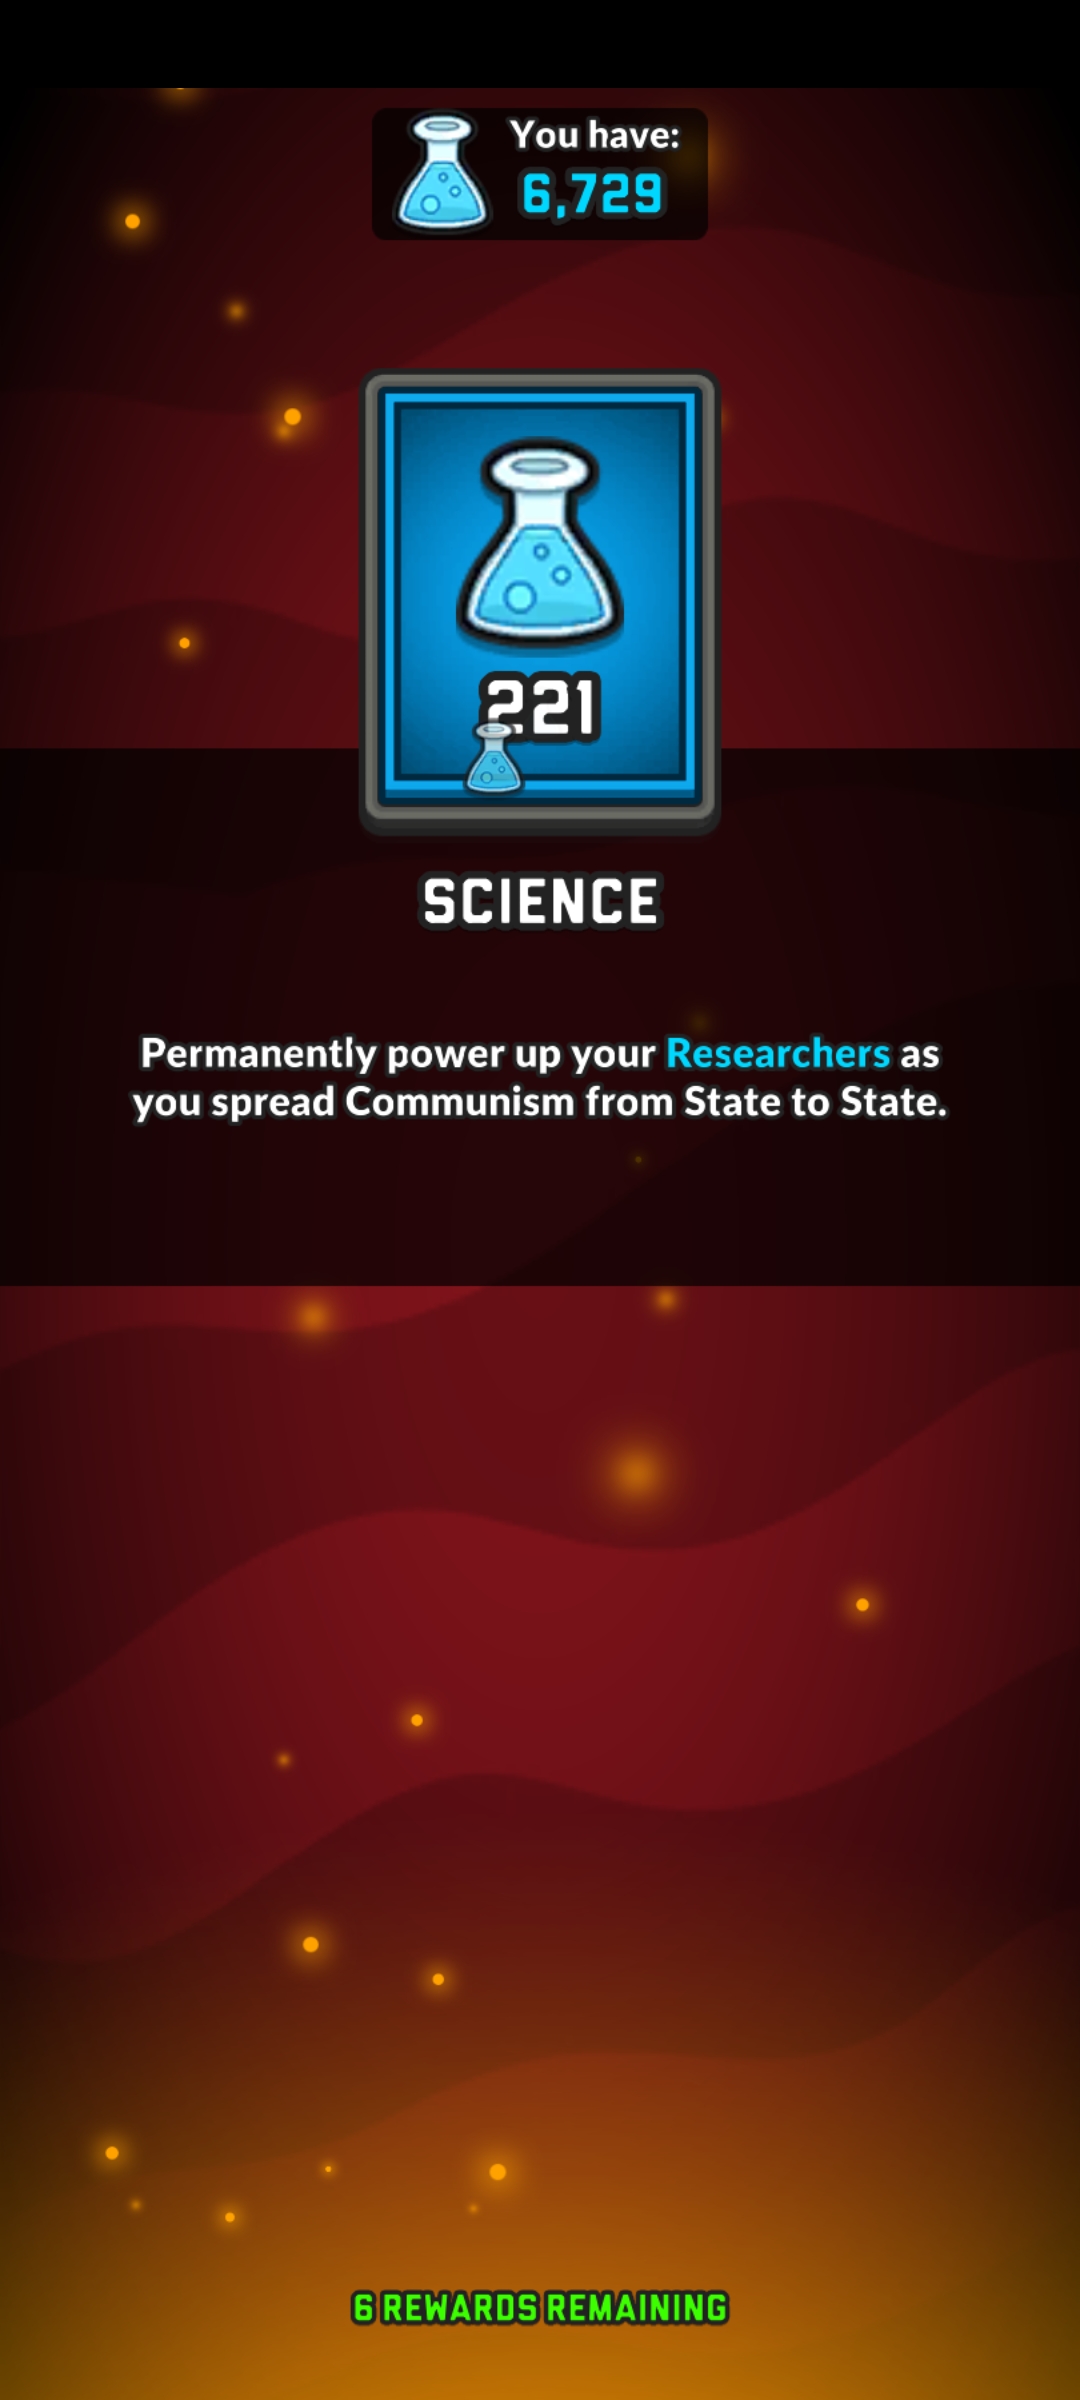 You have:
6,729
221
SCIENCE
Permanently power up your Researchers as
you spread Communism from State to State.
6 REWARDS REMAINING